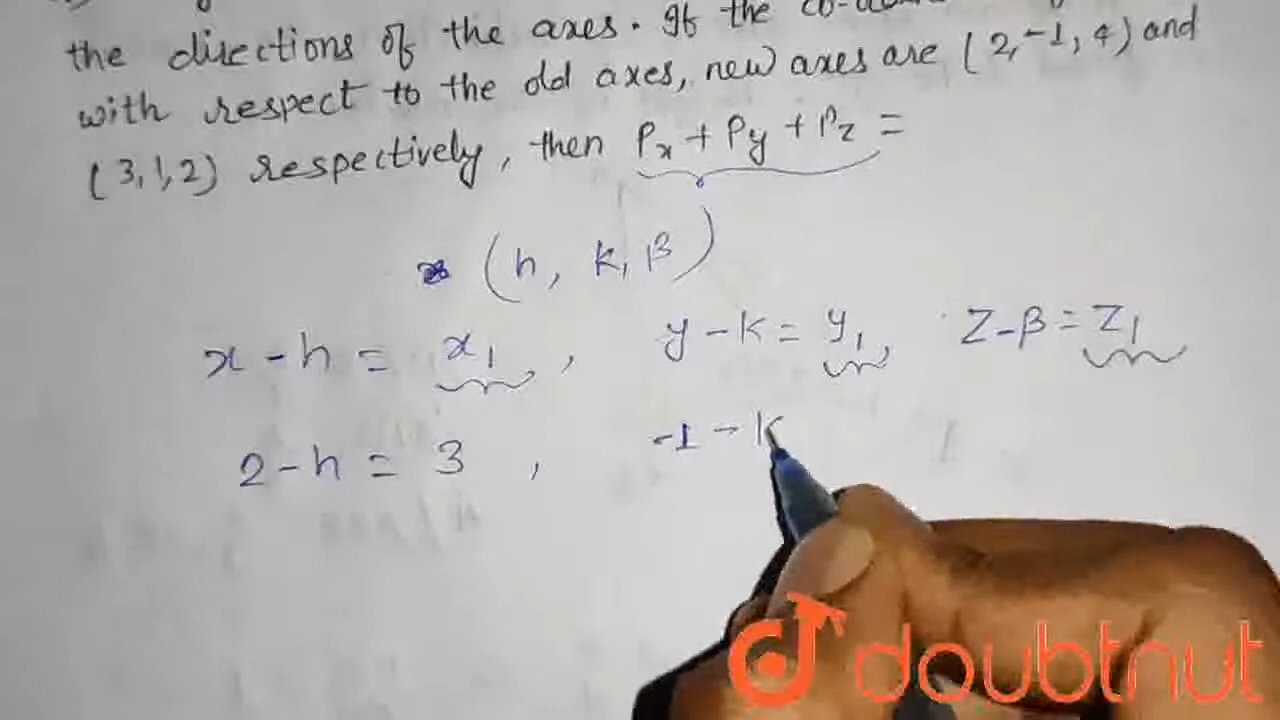 the directions of the axes. If the co-
with respect to the old axes, new axes are (2,-1,4) and
(3,1,2) respectively, then Px + Py + Pz =
(h, k, β)
x - h = x1, y - k = y1, z - β = z1
2 - h = 3, -1 - k
doubtnut